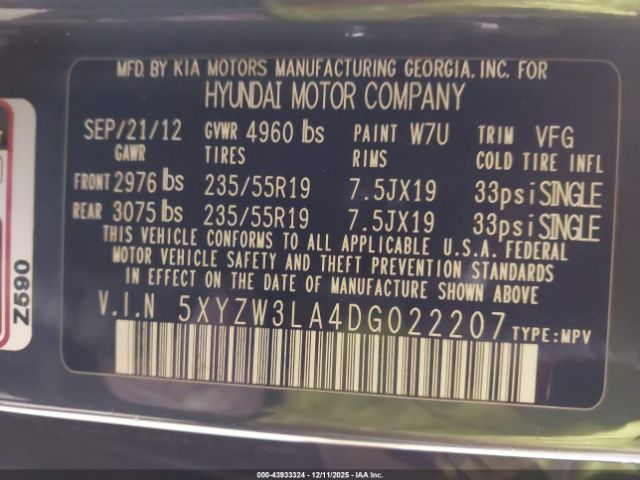 MFD. BY KIA MOTORS MANUFACTURING GEORGIA, INC. FOR
HYUNDAI MOTOR COMPANY
SEP/21/12 GVWR 4960 lbs PAINT W7U TRIM VFG
GAWR TIRES RIMS COLD TIRE INFL
FRONT 2976 lbs 235/55R19 7.5JX19 33psi SINGLE
REAR 3075 lbs 235/55R19 7.5JX19 33psi SINGLE
THIS VEHICLE CONFORMS TO ALL APPLICABLE U.S.A. FEDERAL
MOTOR VEHICLE SAFETY AND THEFT PREVENTION STANDARDS
IN EFFECT ON THE DATE OF MANUFACTURE SHOWN ABOVE.
V.I.N 5XYZW3LA4DG022207 TYPE:MPV
Z590
000-43933324 - 12/11/2025 - IAA Inc.